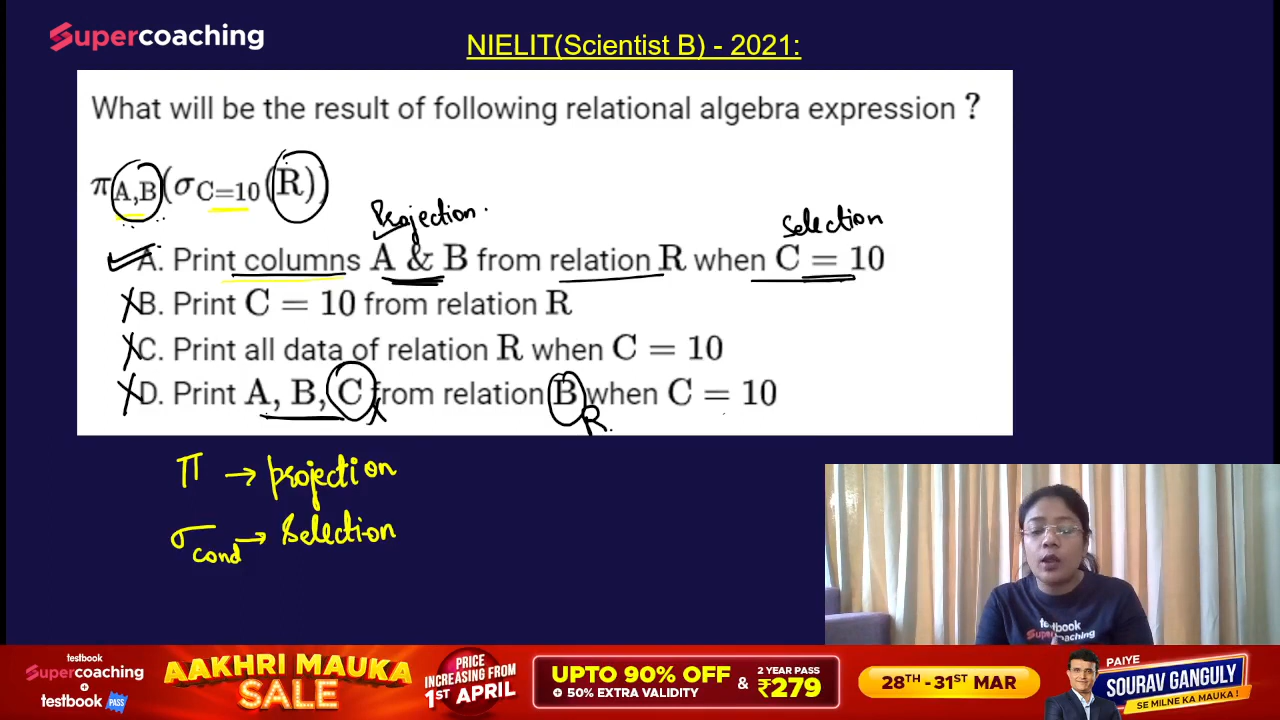 Supercoaching
NIELIT(Scientist B) - 2021:
What will be the result of following relational algebra expression ?
π A,B (σ C=10 (R))
Projection.
Selection
A. Print columns A & B from relation R when C = 10
B. Print C = 10 from relation R
C. Print all data of relation R when C = 10
D. Print A, B, C from relation B when C = 10
R.
π → projection
σ cond → Selection
testbook
Supercoaching
testbook
Supercoaching
+
testbook PASS
AAKHRI MAUKA
SALE
PRICE
INCREASING FROM
1ST APRIL
UPTO 90% OFF
+ 50% EXTRA VALIDITY
&
2 YEAR PASS
₹279
28TH -31ST MAR
PAIYE
SOURAV GANGULY
SE MILNE KA MAUKA !